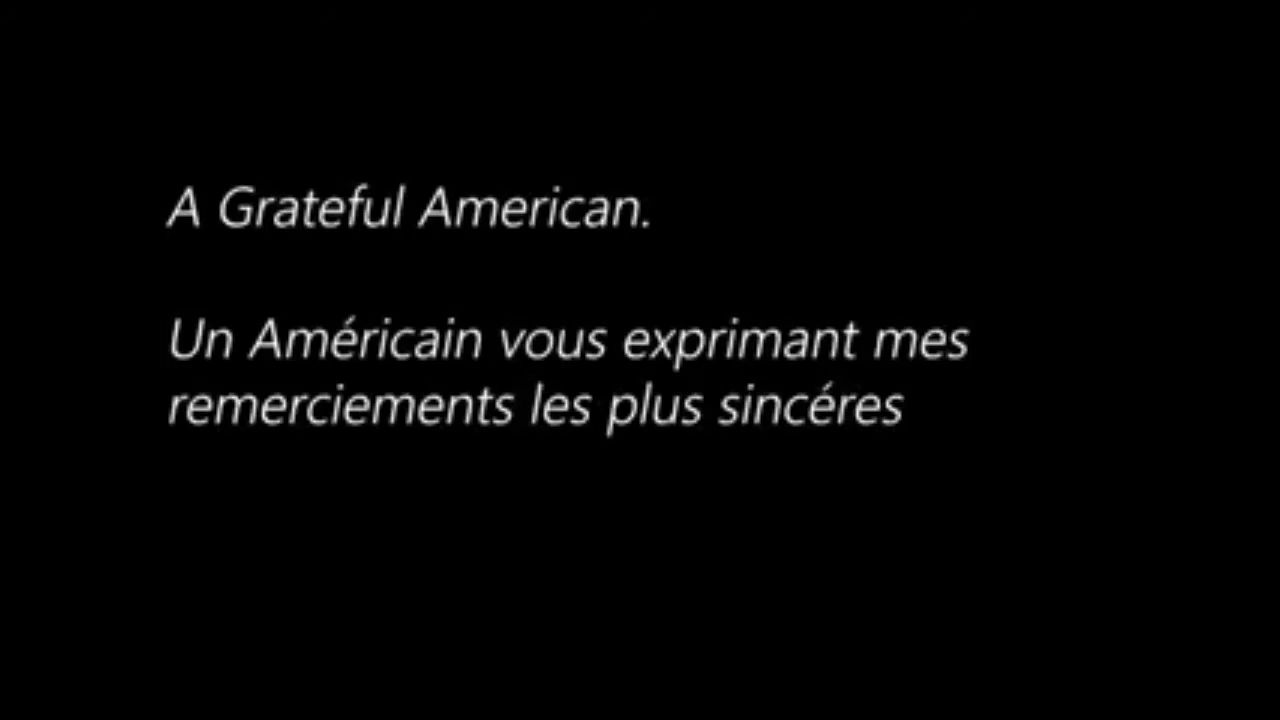 A Grateful American.
Un Américain vous exprimant mes
remerciements les plus sincéres